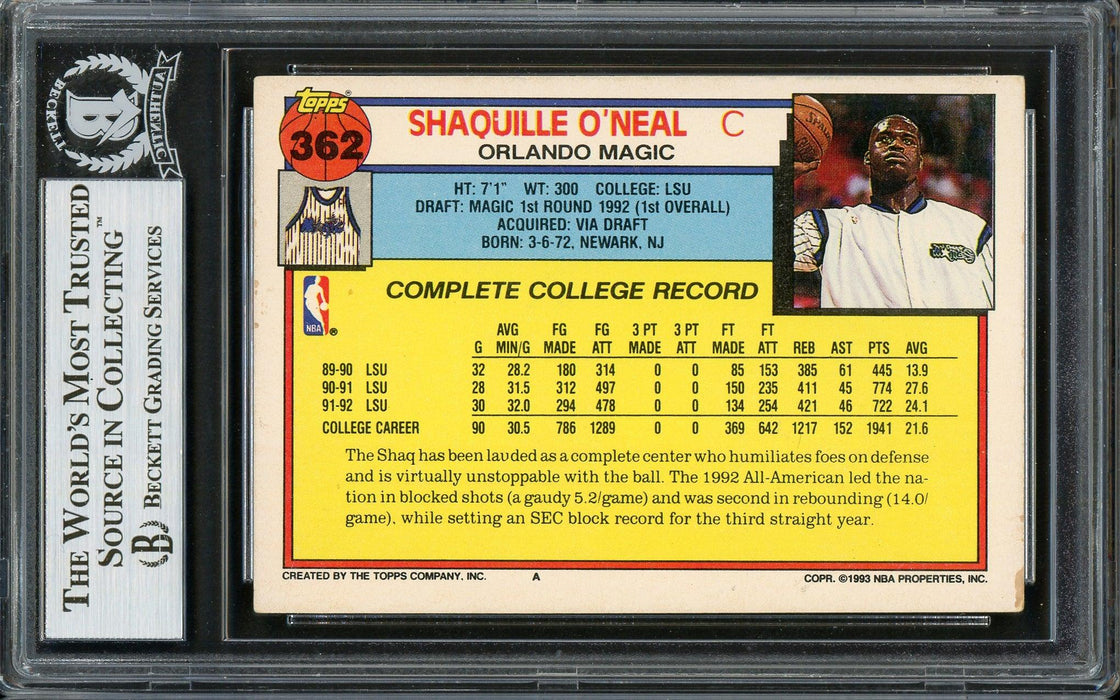 BECKETT AUTHENTIC
B
THE WORLD'S MOST TRUSTED
SOURCE IN COLLECTING™
BECKETT GRADING SERVICES
Topps®
362
SHAQUILLE O'NEAL C
ORLANDO MAGIC
HT: 7'1" WT: 300 COLLEGE: LSU
DRAFT: MAGIC 1st ROUND 1992 (1st OVERALL)
ACQUIRED: VIA DRAFT
BORN: 3-6-72, NEWARK, NJ
NBA ®
COMPLETE COLLEGE RECORD
AVG FG FG 3 PT 3 PT FT FT
G MIN/G MADE ATT MADE ATT MADE ATT REB AST PTS AVG
89-90 LSU 32 28.2 180 314 0 0 85 153 385 61 445 13.9
90-91 LSU 28 31.5 312 497 0 0 150 235 411 45 774 27.6
91-92 LSU 30 32.0 294 478 0 0 134 254 421 46 722 24.1
COLLEGE CAREER 90 30.5 786 1289 0 0 369 642 1217 152 1941 21.6
The Shaq has been lauded as a complete center who humiliates foes on defense
and is virtually unstoppable with the ball. The 1992 All-American led the na-
tion in blocked shots (a gaudy 5.2/game) and was second in rebounding (14.0/
game), while setting an SEC block record for the third straight year.
CREATED BY THE TOPPS COMPANY, INC. A COPR. ©1993 NBA PROPERTIES, INC.